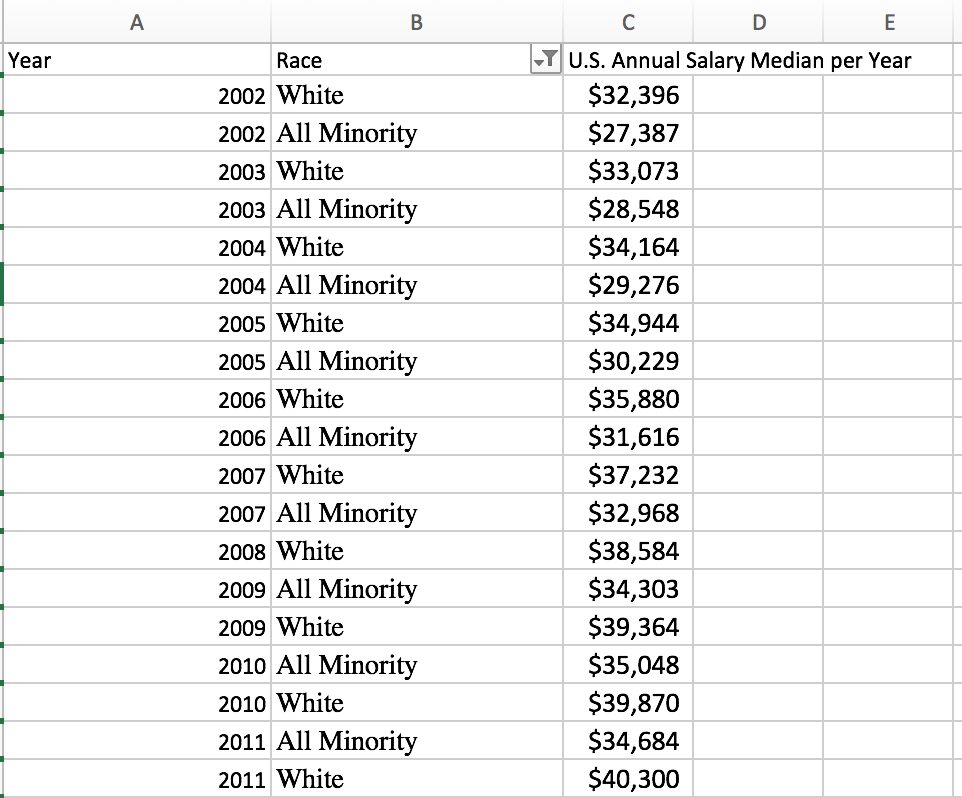 A B C D E
Year Race U.S. Annual Salary Median per Year
2002 White $32,396
2002 All Minority $27,387
2003 White $33,073
2003 All Minority $28,548
2004 White $34,164
2004 All Minority $29,276
2005 White $34,944
2005 All Minority $30,229
2006 White $35,880
2006 All Minority $31,616
2007 White $37,232
2007 All Minority $32,968
2008 White $38,584
2009 All Minority $34,303
2009 White $39,364
2010 All Minority $35,048
2010 White $39,870
2011 All Minority $34,684
2011 White $40,300